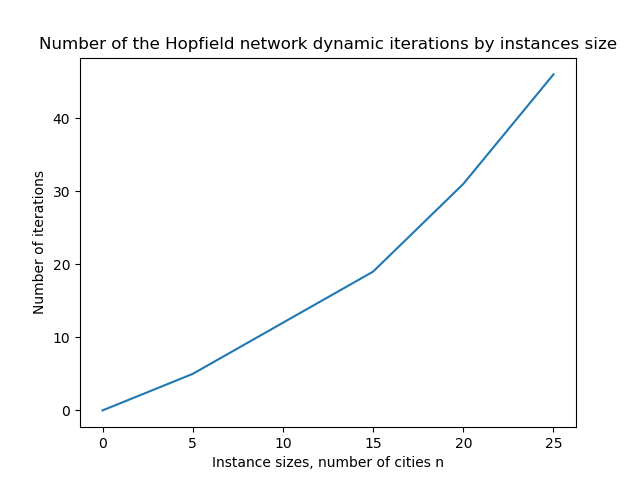 Number of the Hopfield network dynamic iterations by instances size
Number of iterations
40
30
20
10
0
0 5 10 15 20 25
Instance sizes, number of cities n